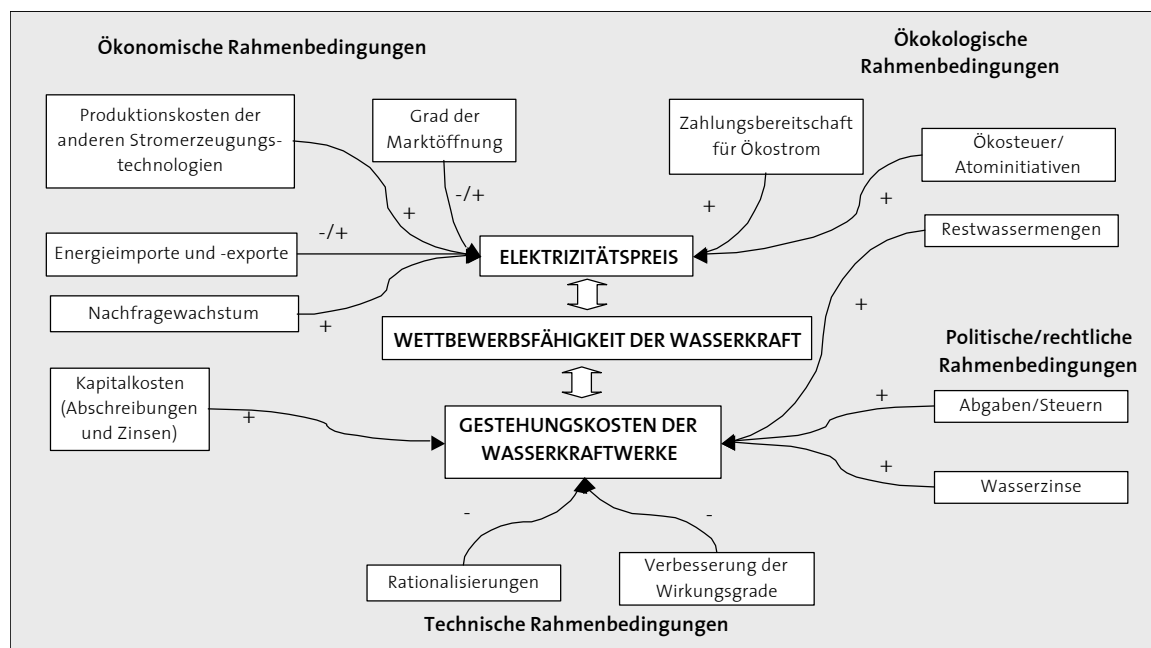 Ökonomische Rahmenbedingungen
Ökokologische
Rahmenbedingungen
Produktionskosten der
anderen Stromerzeugungs-
technologien
Grad der
Marktöffnung
Zahlungsbereitschaft
für Ökostrom
Ökosteuer/
Atominitiativen
-/+
+
+
+
Restwassermengen
-/+
Energieimporte und -exporte
ELEKTRIZITÄTSPREIS
Nachfragewachstum
+
+
WETTBEWERBSFÄHIGKEIT DER WASSERKRAFT
Politische/rechtliche
Rahmenbedingungen
Kapitalkosten
(Abschreibungen
und Zinsen)
+
GESTEHUNGSKOSTEN DER
WASSERKRAFTWERKE
+
Abgaben/Steuern
+
Wasserzinse
-
-
Rationalisierungen
Verbesserung der
Wirkungsgrade
Technische Rahmenbedingungen